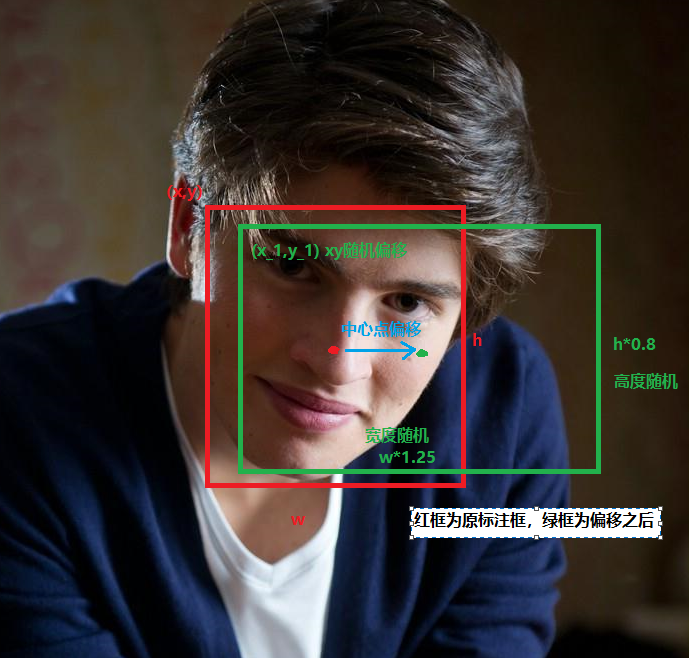 (x,y)
(x_1,y_1) xy随机偏移
中心点偏移
h
h*0.8
高度随机
宽度随机
w*1.25
w
红框为原标注框，绿框为偏移之后